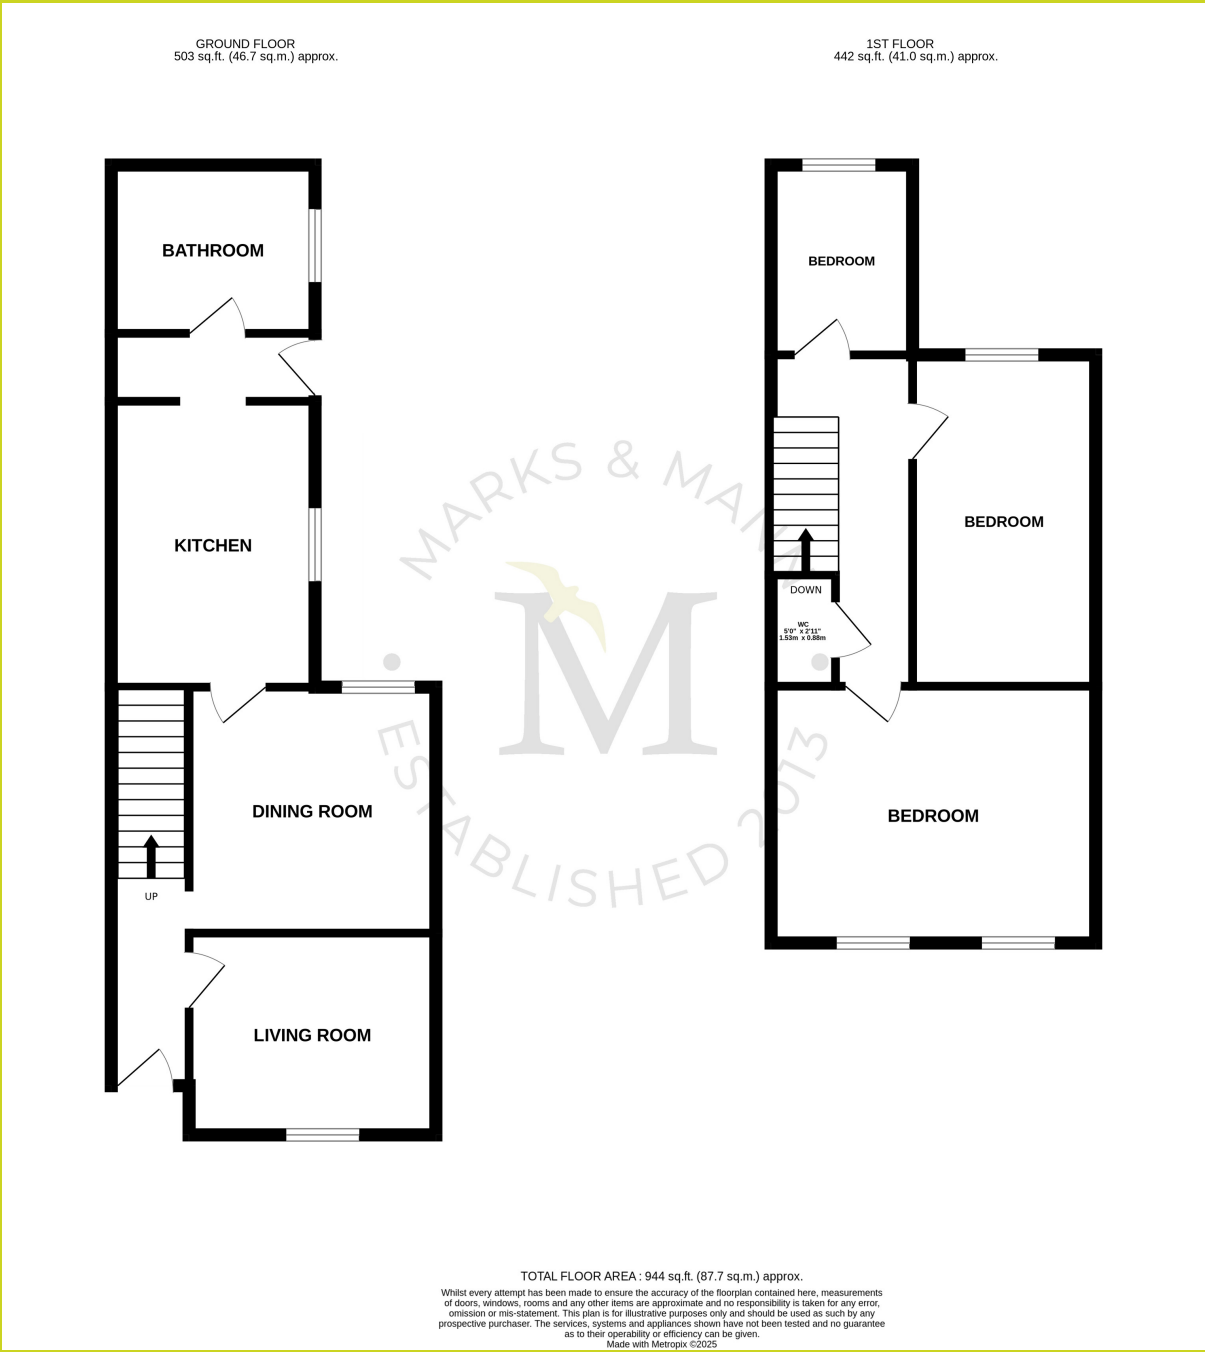 GROUND FLOOR
503 sq.ft. (46.7 sq.m.) approx.
1ST FLOOR
442 sq.ft. (41.0 sq.m.) approx.
BATHROOM
KITCHEN
DINING ROOM
UP
LIVING ROOM
BEDROOM
BEDROOM
DOWN
WC
5'0" x 2'11"
1.53m x 0.88m
BEDROOM
MARKS & MANN
M
ESTABLISHED 2013
TOTAL FLOOR AREA : 944 sq.ft. (87.7 sq.m.) approx.
Whilst every attempt has been made to ensure the accuracy of the floorplan contained here, measurements
of doors, windows, rooms and any other items are approximate and no responsibility is taken for any error,
omission or mis-statement. This plan is for illustrative purposes only and should be used as such by any
prospective purchaser. The services, systems and appliances shown have not been tested and no guarantee
as to their operability or efficiency can be given.
Made with Metropix ©2025